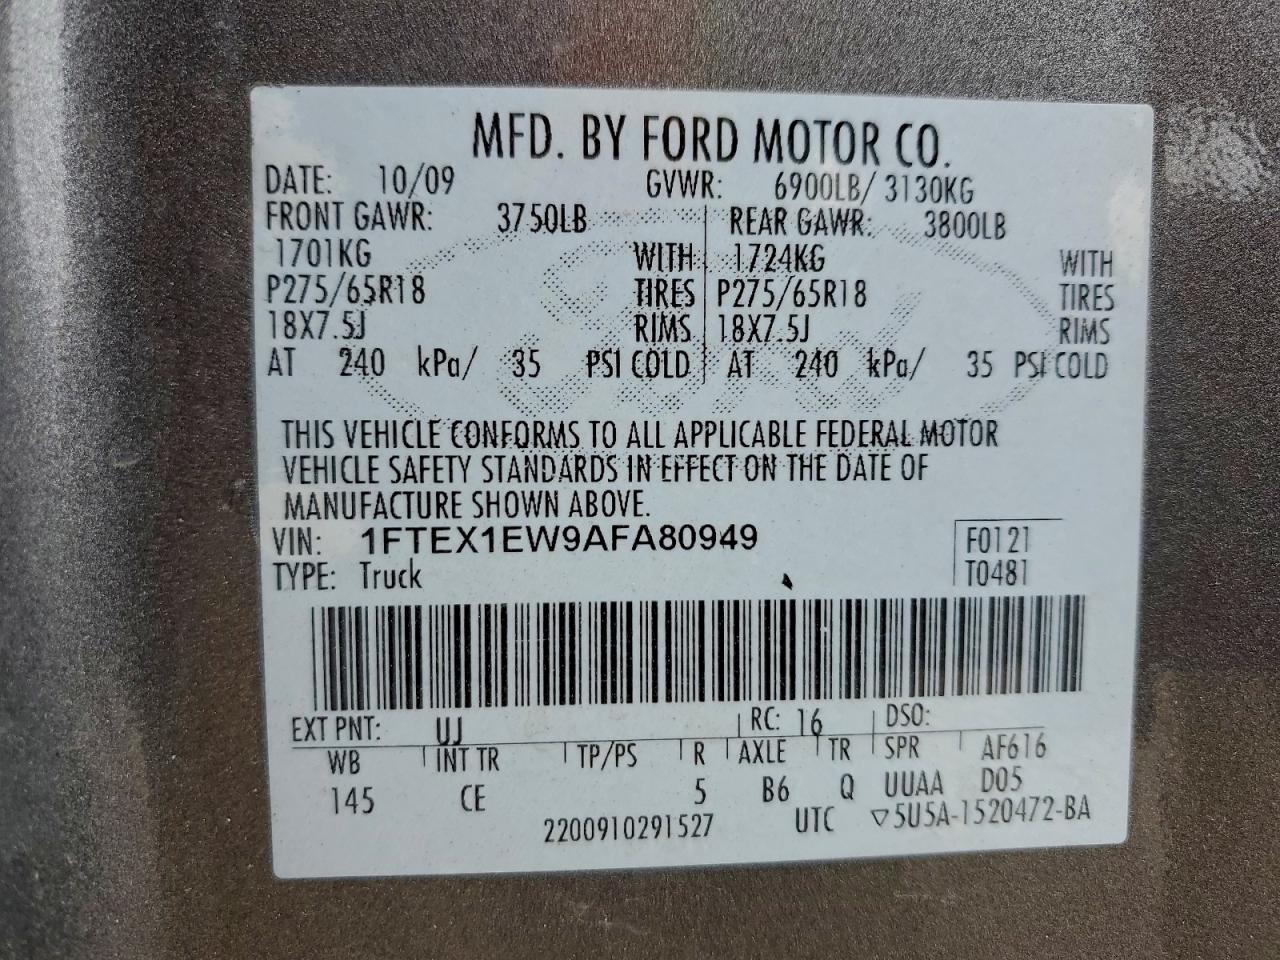 MFD. BY FORD MOTOR CO.
DATE: 10/09 GVWR: 6900LB/ 3130KG
FRONT GAWR: 3750LB REAR GAWR: 3800LB
1701KG WITH 1724KG WITH
P275/65R18 TIRES P275/65R18 TIRES
18X7.5J RIMS 18X7.5J RIMS
AT 240 kPa/ 35 PSI COLD AT 240 kPa/ 35 PSI COLD
THIS VEHICLE CONFORMS TO ALL APPLICABLE FEDERAL MOTOR
VEHICLE SAFETY STANDARDS IN EFFECT ON THE DATE OF
MANUFACTURE SHOWN ABOVE.
VIN: 1FTEX1EW9AFA80949 F0121
TYPE: Truck T0481
EXT PNT: UJ RC: 16 DSO:
WB INT TR TP/PS R AXLE TR SPR AF616
145 CE 5 B6 Q UUAA D05
2200910291527 UTC ▽5U5A-1520472-BA